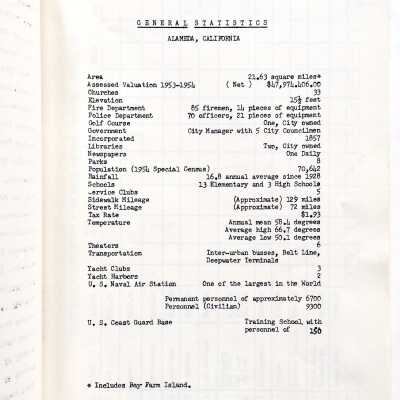 GENERAL STATISTICS
ALAMEDA, CALIFORNIA
Area 21.63 square miles*
Assessed Valuation 1953-1954 ( Net ) $47,974,406.00
Churches 33
Elevation 15½ feet
Fire Department 85 firemen, 14 pieces of equipment
Police Department 70 officers, 21 pieces of equipment
Golf Course One, City owned
Government City Manager with 5 City Councilmen
Incorporated 1857
Libraries Two, City owned
Newspapers One Daily
Parks 8
Population (1954 Special Census) 70,642
Rainfall 16.8 annual average since 1928
Schools 13 Elementary and 3 High Schools
Service Clubs 5
Sidewalk Mileage (Approximate) 129 miles
Street Mileage (Approximate) 72 miles
Tax Rate $1.93
Temperature Annual mean 58.4 degrees
Average high 66.7 degrees
Average low 50.1 degrees
Theaters 6
Transportation Inter-urban busses, Belt Line,
Deepwater Terminals
Yacht Clubs 3
Yacht Harbors 2
U. S. Naval Air Station One of the largest in the World
Permanent personnel of approximately 6700
Personnel (Civilian) 9300
U. S. Coast Guard Base Training School with
personnel of 150
* Includes Bay Farm Island.